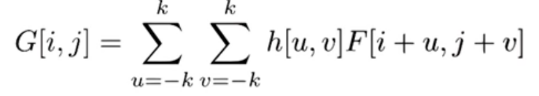 G[i, j] = \sum_{u=-k}^{k} \sum_{v=-k}^{k} h[u, v]F[i + u, j + v]